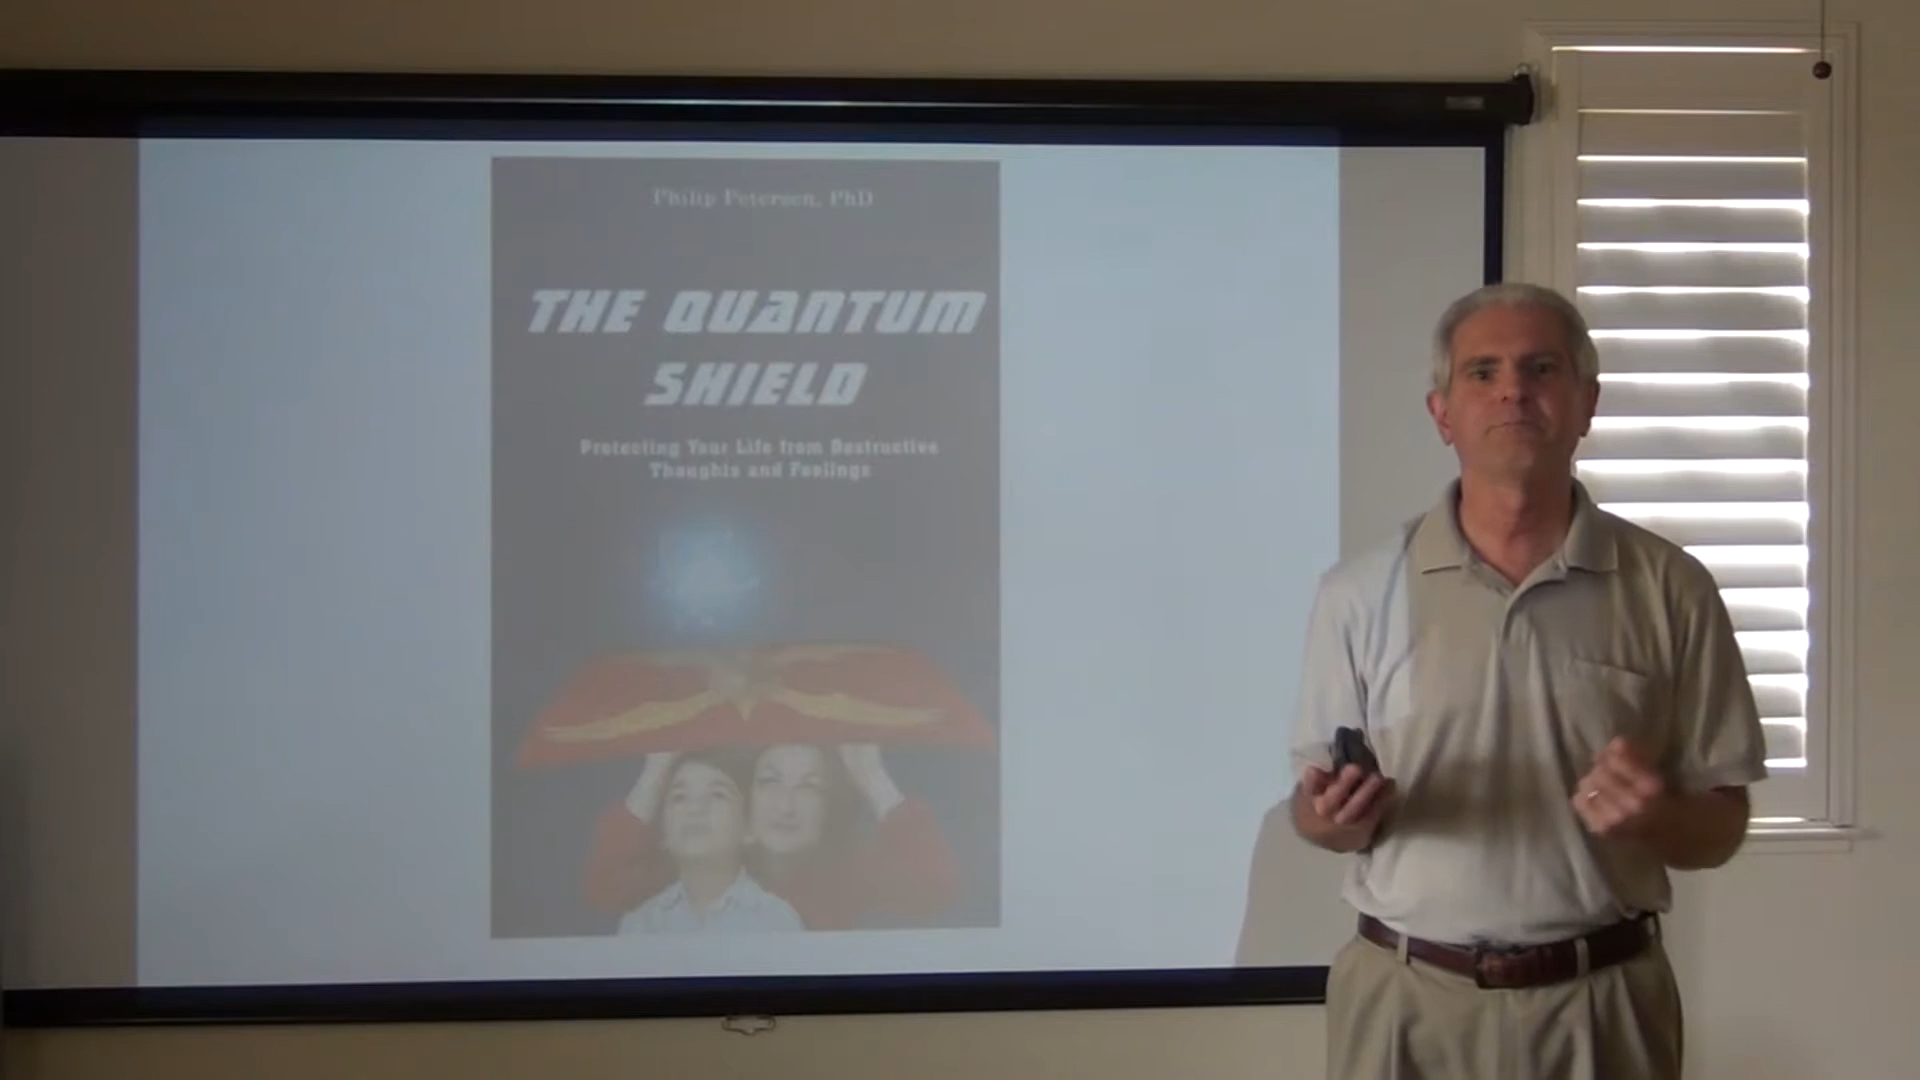 Philip Petersen, PhD
THE QUANTUM
SHIELD
Protecting Your Life from Destructive
Thoughts and Feelings